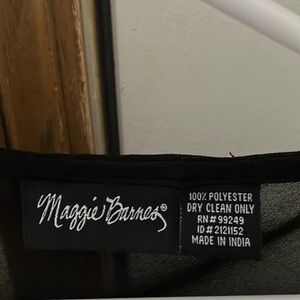 Maggie Barnes®
100% POLYESTER
DRY CLEAN ONLY
RN# 99249
ID# 2121152
MADE IN INDIA